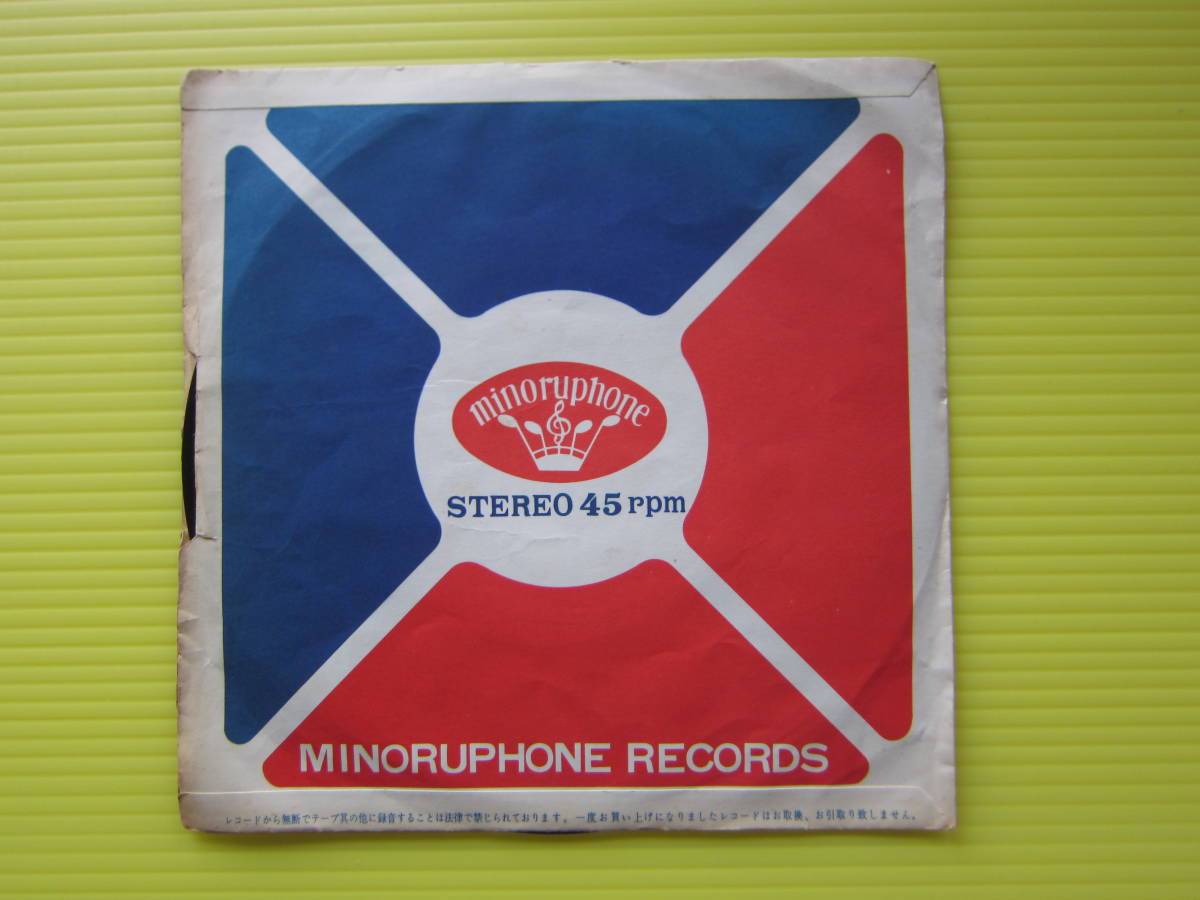 minoruphone
STEREO 45 rpm
MINORUPHONE RECORDS
レコードから無断でテープ其の他に録音することは法律で禁じられております。一度お買い上げになりましたレコードはお取換、お引取り致しません。